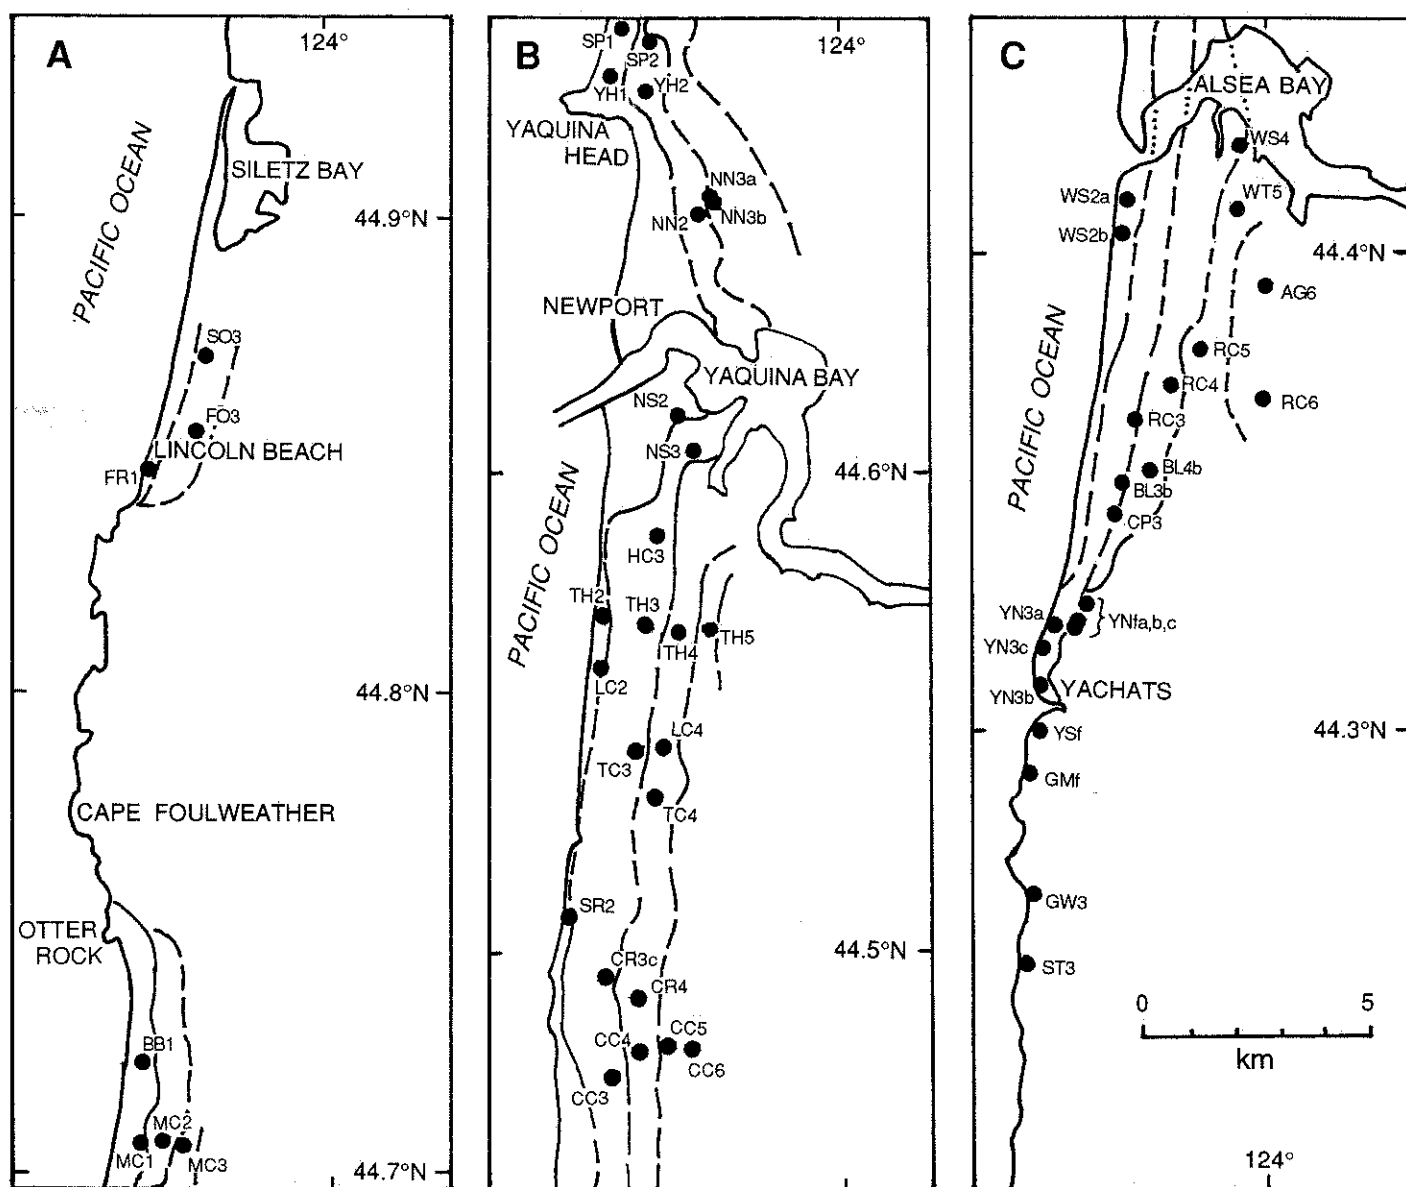 A
124°
PACIFIC OCEAN
SILETZ BAY
44.9°N
SO3
FO3
LINCOLN BEACH
FR1
44.8°N
CAPE FOULWEATHER
OTTER
ROCK
BB1
MC2
MC1
MC3
44.7°N
B
124°
SP1
SP2
YH1
YH2
YAQUINA
HEAD
NN3a
NN3b
NN2
NEWPORT
YAQUINA BAY
NS2
NS3
44.6°N
PACIFIC OCEAN
HC3
TH2
TH3
TH4
TH5
LC2
LC4
TC3
TC4
SR2
44.5°N
CR3c
CR4
CC5
CC4
CC6
CC3
C
ALSEA BAY
WS4
WS2a
WT5
WS2b
44.4°N
AG6
PACIFIC OCEAN
RC5
RC4
RC6
RC3
BL4b
BL3b
CP3
YN3a
YNfa,b,c
YN3c
YN3b
YACHATS
YSf
44.3°N
GMf
GW3
ST3
0 5
km
124°